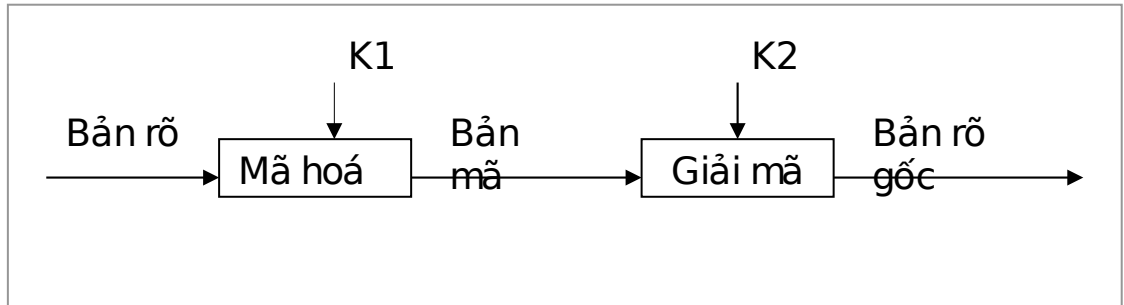 K1
K2
Bản rõ
Mã hoá
Bản
mã
Giải mã
Bản rõ
gốc